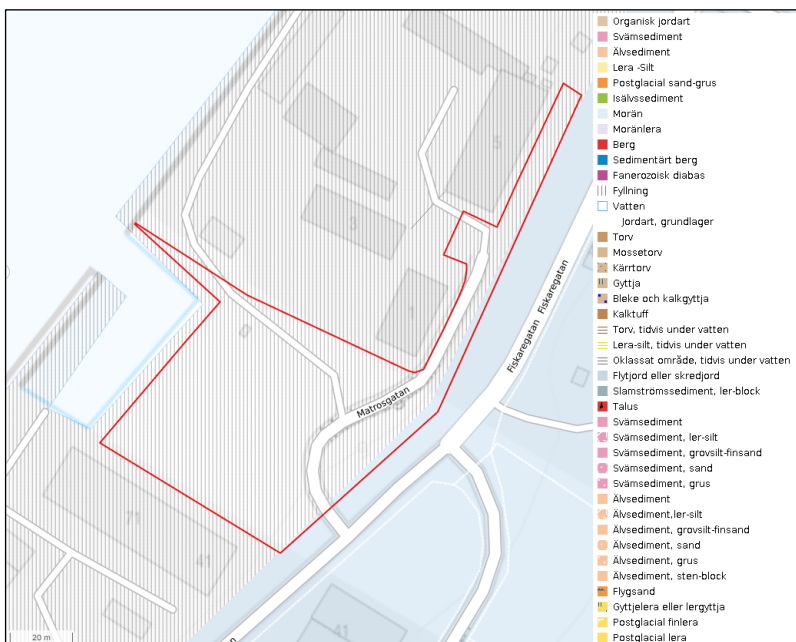 5
3
1
Fiskaregatan
Fiskaregatan
Matrosgatan
71
41
41
20 m
Organisk jordart
Svämsediment
Älvsediment
Lera -Silt
Postglacial sand-grus
Isälvssediment
Morän
Moränlera
Berg
Sedimentärt berg
Fanerozoisk diabas
Fyllning
Vatten
Jordart, grundlager
Torv
Mossetorv
Kärrtorv
Gyttja
Bleke och kalkgyttja
Kalktuff
Torv, tidvis under vatten
Lera-silt, tidvis under vatten
Oklassat område, tidvis under vatten
Flytjord eller skredjord
Slamströmssediment, ler-block
Talus
Svämsediment
Svämsediment, ler-silt
Svämsediment, grovsilt-finsand
Svämsediment, sand
Svämsediment, grus
Älvsediment
Älvsediment,ler-silt
Älvsediment, grovsilt-finsand
Älvsediment, sand
Älvsediment, grus
Älvsediment, sten-block
Flygsand
Gyttjelera eller lergyttja
Postglacial finlera
Postglacial lera